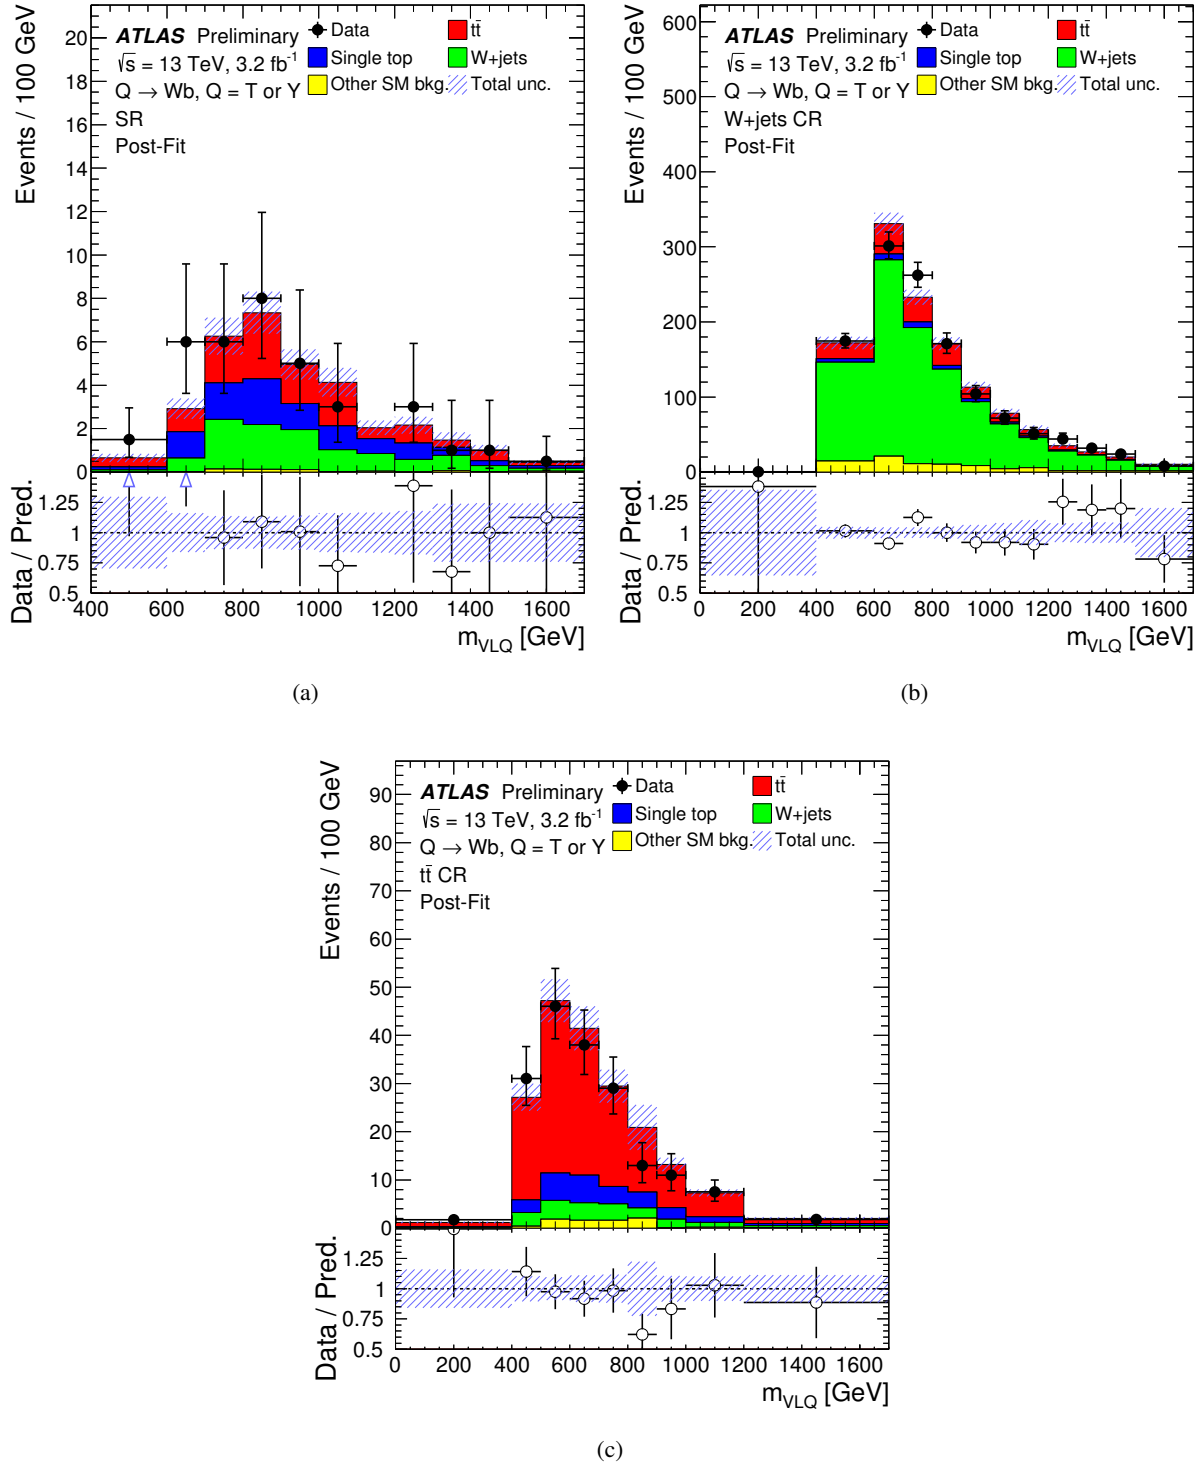 ATLAS Preliminary
√s = 13 TeV, 3.2 fb⁻¹
Q → Wb, Q = T or Y
SR
Post-Fit
Data
tt̄
Single top
W+jets
Other SM bkg.
Total unc.
Events / 100 GeV
20
18
16
14
12
10
8
6
4
2
0
Data / Pred.
1.25
1
0.75
0.5
400 600 800 1000 1200 1400 1600
m_VLQ [GeV]
(a)
ATLAS Preliminary
√s = 13 TeV, 3.2 fb⁻¹
Q → Wb, Q = T or Y
W+jets CR
Post-Fit
Data
tt̄
Single top
W+jets
Other SM bkg.
Total unc.
Events / 100 GeV
600
500
400
300
200
100
0
Data / Pred.
1.25
1
0.75
0.5
0 200 400 600 800 1000 1200 1400 1600
m_VLQ [GeV]
(b)
ATLAS Preliminary
√s = 13 TeV, 3.2 fb⁻¹
Q → Wb, Q = T or Y
tt̄ CR
Post-Fit
Data
tt̄
Single top
W+jets
Other SM bkg.
Total unc.
Events / 100 GeV
90
80
70
60
50
40
30
20
10
0
Data / Pred.
1.25
1
0.75
0.5
0 200 400 600 800 1000 1200 1400 1600
m_VLQ [GeV]
(c)